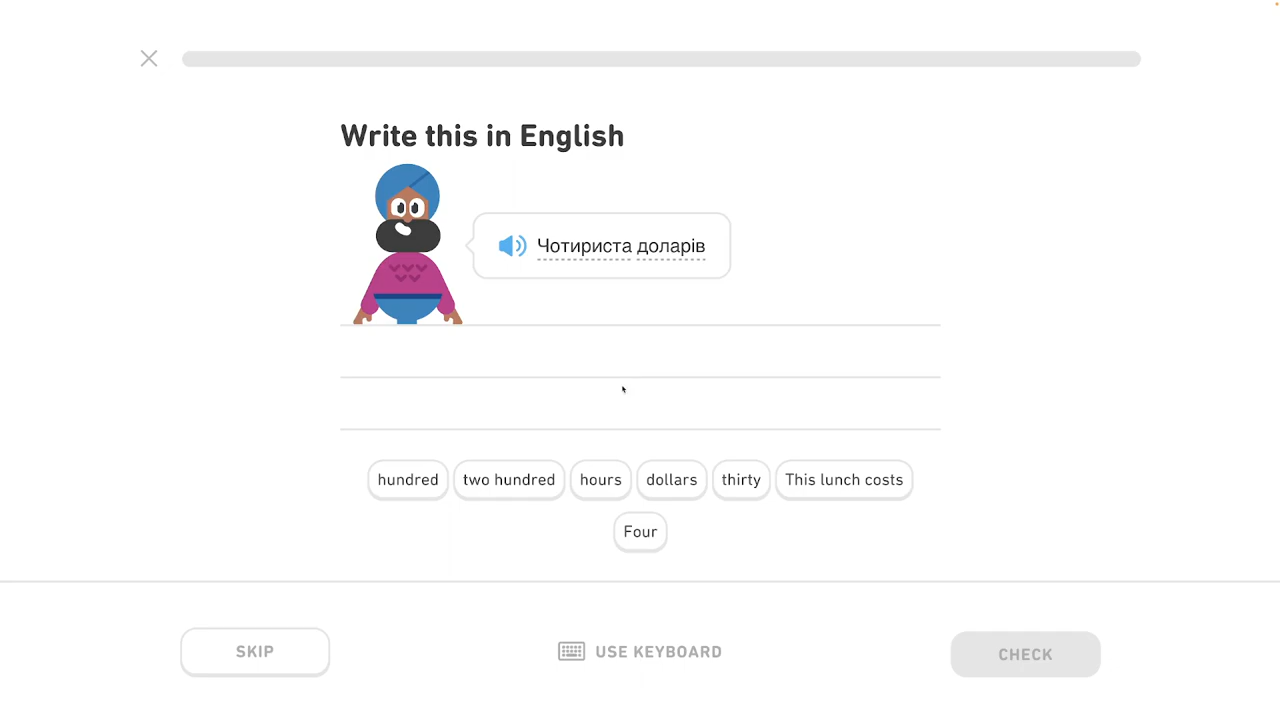 Write this in English
Чотириста доларів
hundred two hundred hours dollars thirty This lunch costs
Four
SKIP USE KEYBOARD CHECK